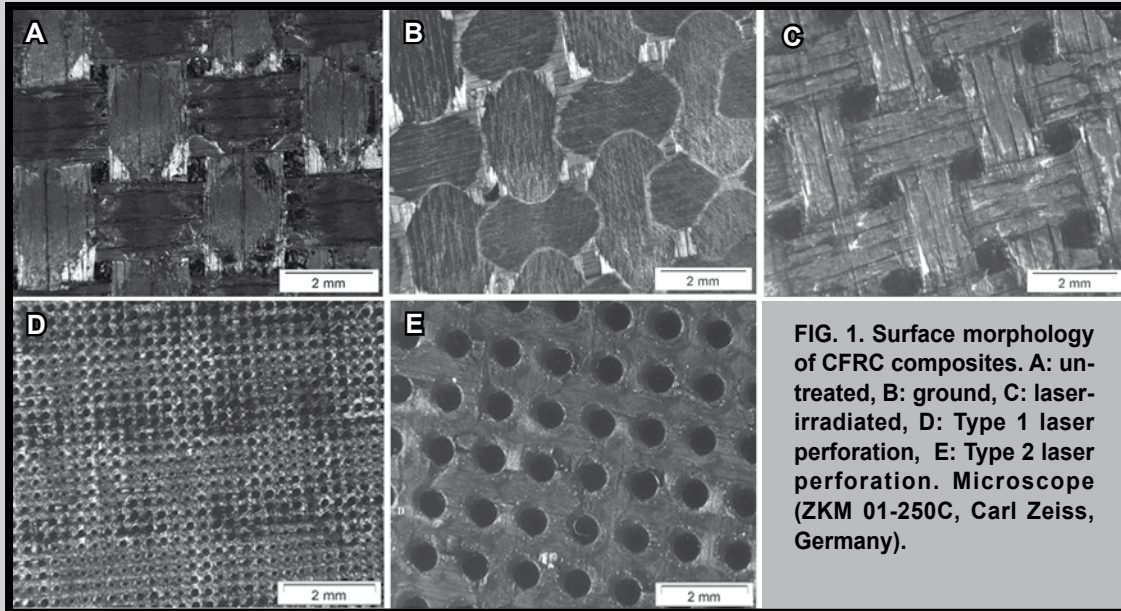 A
B
C
2 mm
2 mm
2 mm
D
E
2 mm
2 mm
FIG. 1. Surface morphology
of CFRC composites. A: un-
treated, B: ground, C: laser-
irradiated, D: Type 1 laser
perforation, E: Type 2 laser
perforation. Microscope
(ZKM 01-250C, Carl Zeiss,
Germany).